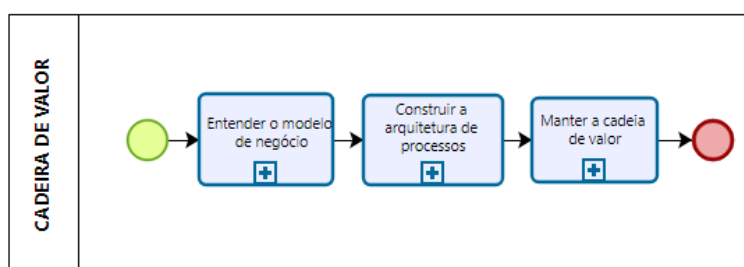 CADEIRA DE VALOR
Entender o modelo
de negócio
Construir a
arquitetura de
processos
Manter a cadeia
de valor